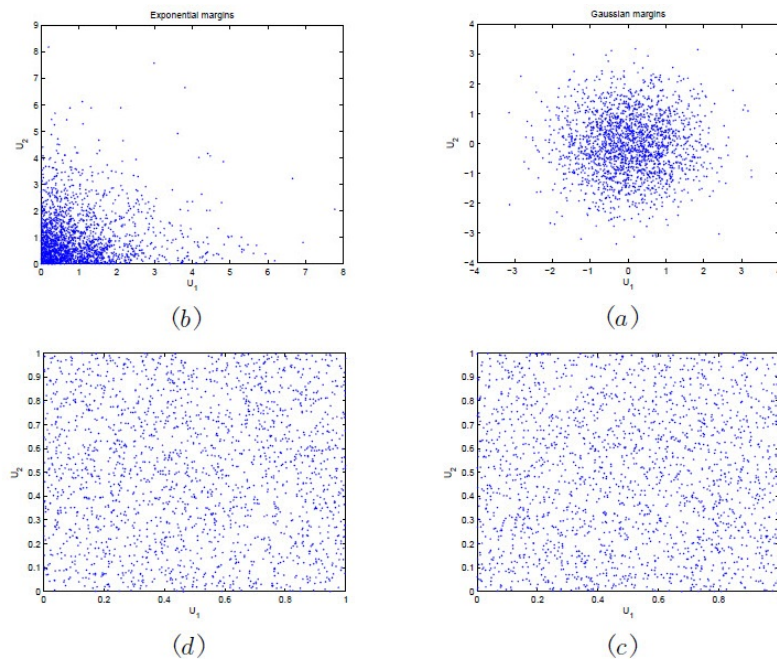 Exponential margins
9
8
7
6
5
4
3
2
1
0
U₂
0 1 2 3 4 5 6 7 8
U₁
(b)
Gaussian margins
4
3
2
1
0
−1
−2
−3
−4
U₂
−4 −3 −2 −1 0 1 2 3
U₁
(a)
1
0.9
0.8
0.7
0.6
0.5
0.4
0.3
0.2
0.1
0
U₂
0 0.2 0.4 0.6 0.8 1
U₁
(d)
1
0.9
0.8
0.7
0.6
0.5
0.4
0.3
0.2
0.1
0
U₂
0 0.2 0.4 0.6 0.8
U₁
(c)